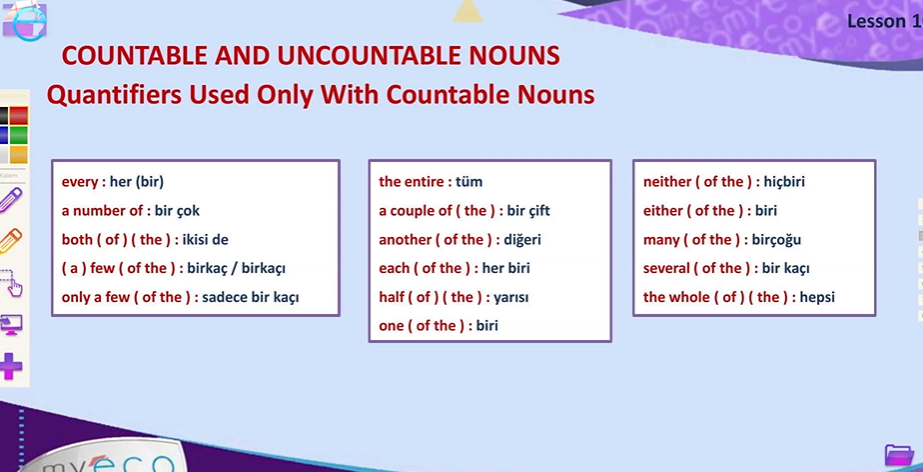 Lesson 1
COUNTABLE AND UNCOUNTABLE NOUNS
Quantifiers Used Only With Countable Nouns
every : her (bir)
a number of : bir çok
both ( of ) ( the ) : ikisi de
( a ) few ( of the ) : birkaç / birkaçı
only a few ( of the ) : sadece bir kaçı
the entire : tüm
a couple of ( the ) : bir çift
another ( of the ) : diğeri
each ( of the ) : her biri
half ( of ) ( the ) : yarısı
one ( of the ) : biri
neither ( of the ) : hiçbiri
either ( of the ) : biri
many ( of the ) : birçoğu
several ( of the ) : bir kaçı
the whole ( of ) ( the ) : hepsi
Kalem
myeco